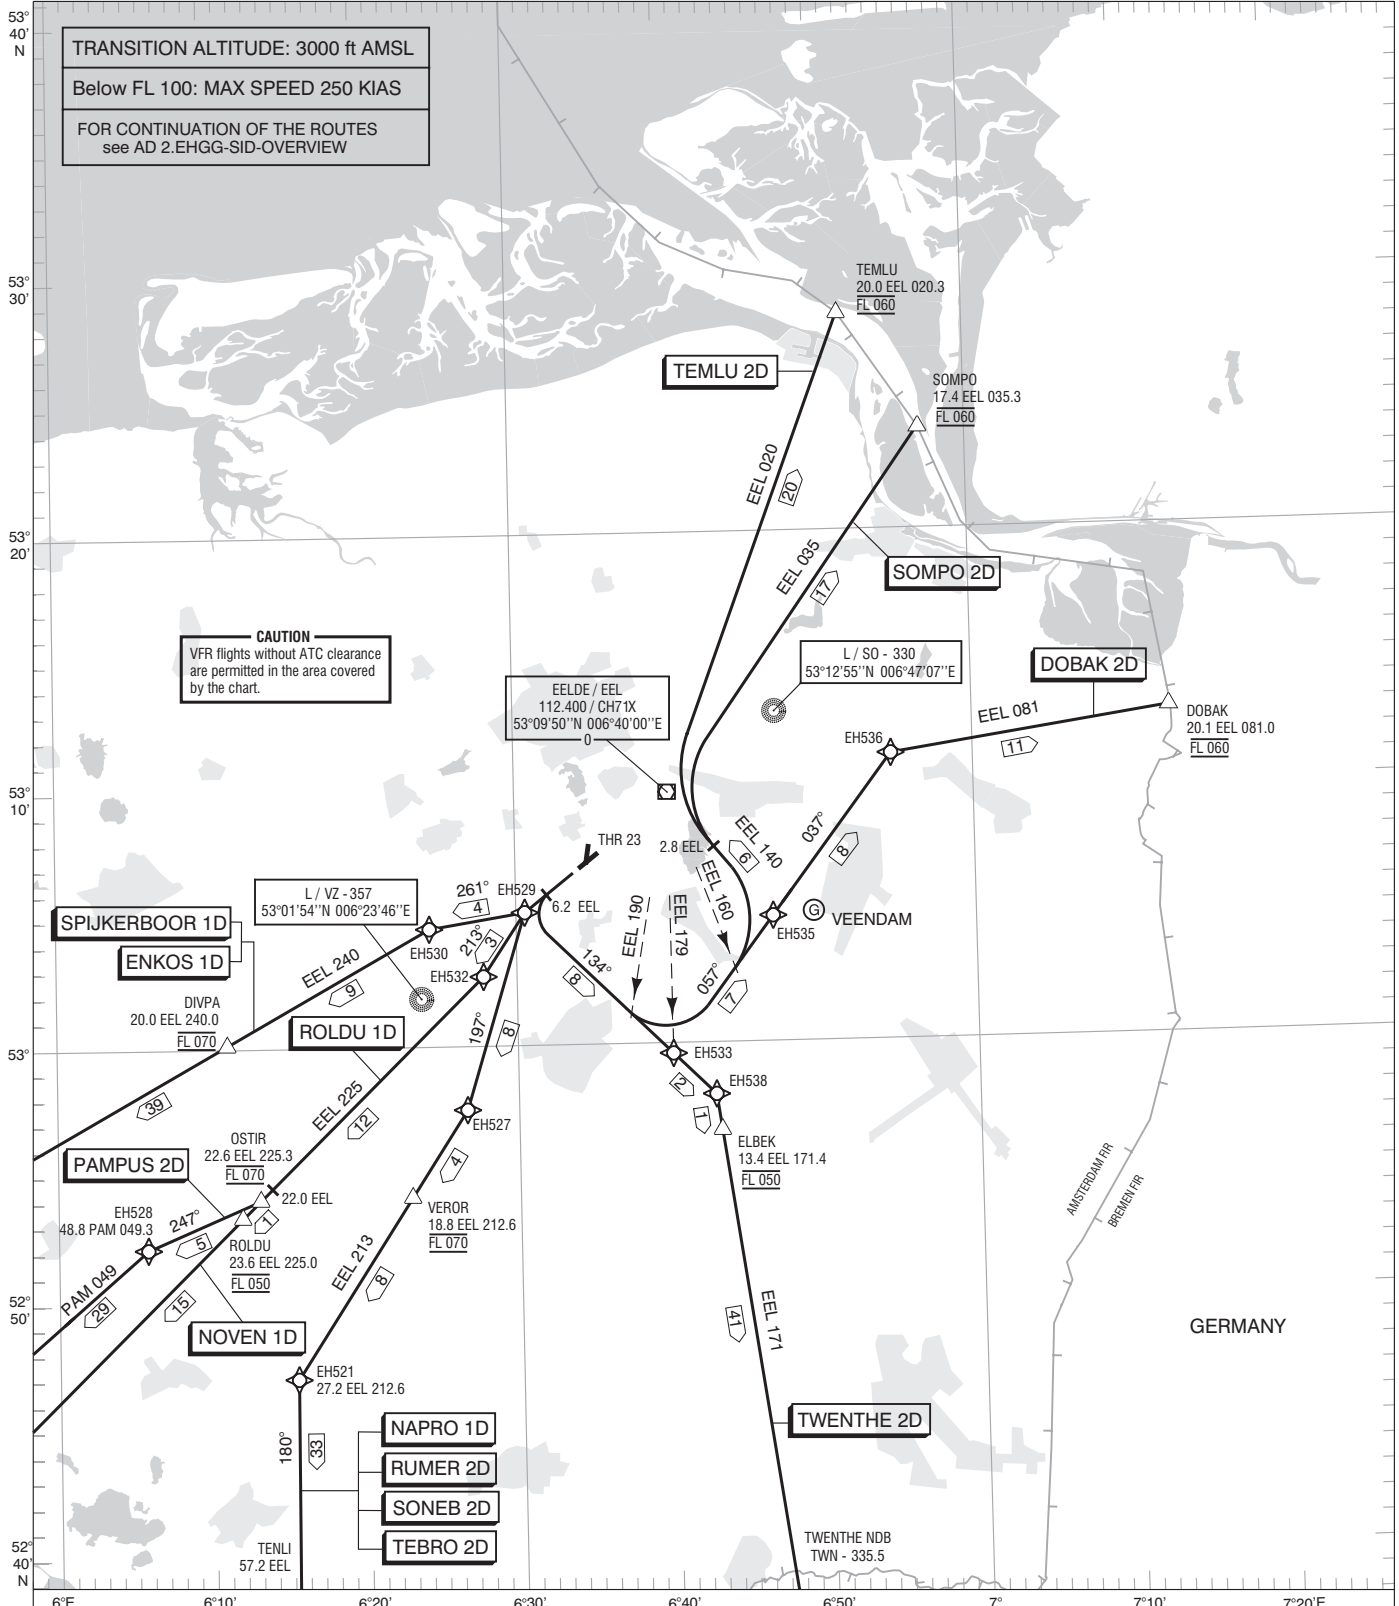 53°
40'
N
TRANSITION ALTITUDE: 3000 ft AMSL
Below FL 100: MAX SPEED 250 KIAS
FOR CONTINUATION OF THE ROUTES
see AD 2.EHGG-SID-OVERVIEW
TEMLU
20.0 EEL 020.3
FL 060
53°
30'
TEMLU 2D
SOMPO
17.4 EEL 035.3
FL 060
EEL 020
20
53°
20'
EEL 035
17
SOMPO 2D
CAUTION
VFR flights without ATC clearance
are permitted in the area covered
by the chart.
L / SO - 330
53°12'55''N 006°47'07''E
DOBAK 2D
EELDE / EEL
112.400 / CH71X
53°09'50''N 006°40'00''E
0
EEL 081
11
DOBAK
20.1 EEL 081.0
FL 060
EH536
53°
10'
THR 23
2.8 EEL
EEL 140
6
037°
8
EEL 160
L / VZ - 357
53°01'54''N 006°23'46''E
261°
4
EH529
6.2 EEL
SPIJKERBOOR 1D
ENKOS 1D
EH530
213°
3
EH532
EEL 190
EEL 179
EH535
G
VEENDAM
EEL 240
9
134°
8
057°
7
DIVPA
20.0 EEL 240.0
FL 070
ROLDU 1D
197°
8
53°
EH533
2
EH538
1
39
EEL 225
12
EH527
ELBEK
13.4 EEL 171.4
FL 050
OSTIR
22.6 EEL 225.3
FL 070
PAMPUS 2D
4
AMSTERDAM FIR
BREMEN FIR
22.0 EEL
1
EH528
48.8 PAM 049.3
247°
5
VEROR
18.8 EEL 212.6
FL 070
ROLDU
23.6 EEL 225.0
FL 050
PAM 049
29
EEL 213
8
15
52°
50'
NOVEN 1D
EEL 171
41
GERMANY
EH521
27.2 EEL 212.6
TWENTHE 2D
180°
33
NAPRO 1D
RUMER 2D
SONEB 2D
TEBRO 2D
TENLI
57.2 EEL
TWENTHE NDB
TWN - 335.5
52°
40'
N
6°E
6°10'
6°20'
6°30'
6°40'
6°50'
7°
7°10'
7°20'E